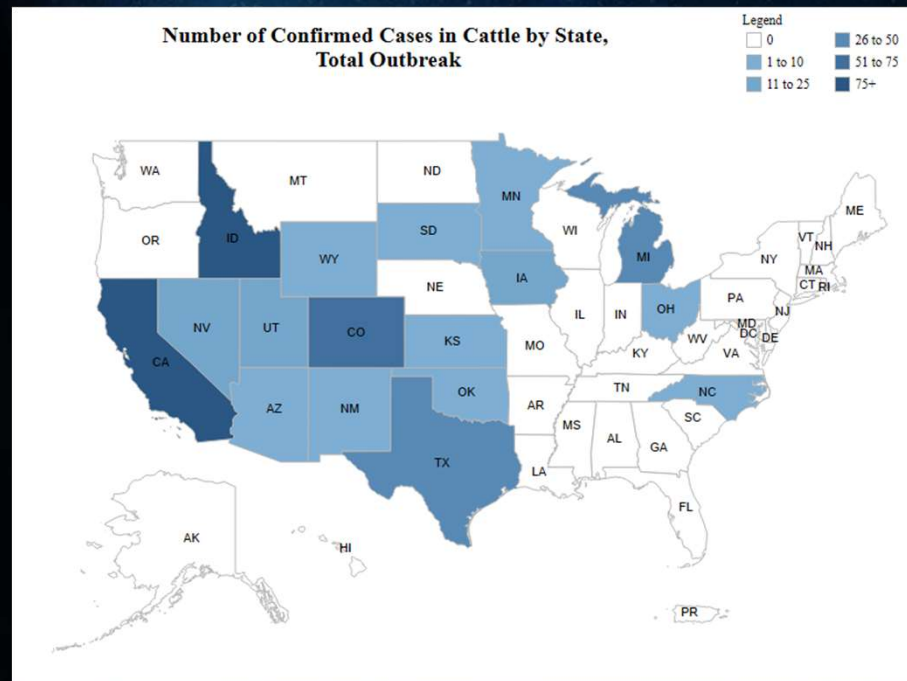 Number of Confirmed Cases in Cattle by State,
Total Outbreak
Legend
0
26 to 50
1 to 10
51 to 75
11 to 25
75+
WA
MT
ND
MN
ME
OR
ID
WY
SD
WI
MI
NY
VT
NH
MA
CT
RI
NV
UT
CO
NE
IA
IL
IN
OH
PA
NJ
CA
KS
MO
KY
WV
VA
MD
DC
DE
AZ
NM
OK
AR
TN
NC
SC
TX
LA
MS
AL
GA
FL
AK
HI
PR